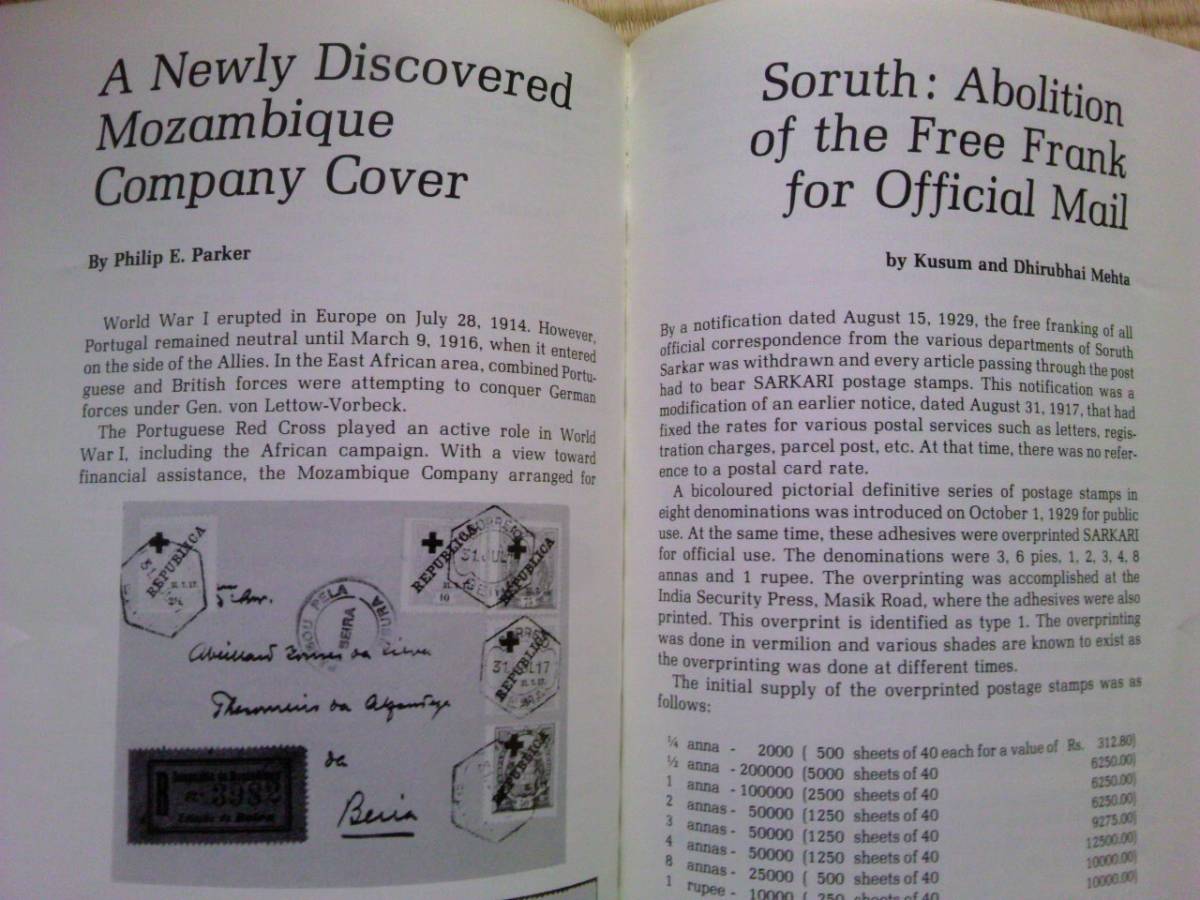 A Newly Discovered
Mozambique
Company Cover
By Philip E. Parker
World War I erupted in Europe on July 28, 1914. However,
Portugal remained neutral until March 9, 1916, when it entered
on the side of the Allies. In the East African area, combined Portu-
guese and British forces were attempting to conquer German
forces under Gen. von Lettow-Vorbeck.
The Portuguese Red Cross played an active role in World
War I, including the African campaign. With a view toward
financial assistance, the Mozambique Company arranged for
REPUBLICA
REPUBLICA
REPUBLICA
CORREIO
31 JUL
10
PELA
BEIRA
REPUBLICA
31 JUL 17
REPUBLICA
da
Beira
R
3982
Soruth: Abolition
of the Free Frank
for Official Mail
by Kusum and Dhirubhai Mehta
By a notification dated August 15, 1929, the free franking of all
official correspondence from the various departments of Soruth
Sarkar was withdrawn and every article passing through the post
had to bear SARKARI postage stamps. This notification was a
modification of an earlier notice, dated August 31, 1917, that had
fixed the rates for various postal services such as letters, regis-
tration charges, parcel post, etc. At that time, there was no refer-
ence to a postal card rate.
A bicoloured pictorial definitive series of postage stamps in
eight denominations was introduced on October 1, 1929 for public
use. At the same time, these adhesives were overprinted SARKARI
for official use. The denominations were 3, 6 pies, 1, 2, 3, 4, 8
annas and 1 rupee. The overprinting was accomplished at the
India Security Press, Masik Road, where the adhesives were also
printed. This overprint is identified as type 1. The overprinting
was done in vermilion and various shades are known to exist as
the overprinting was done at different times.
The initial supply of the overprinted postage stamps was as
follows:
¼ anna - 2000 ( 500 sheets of 40 each for a value of Rs. 312.80)
½ anna - 200000 (5000 sheets of 40 6250.00)
1 anna - 100000 (2500 sheets of 40 6250.00)
2 annas - 50000 (1250 sheets of 40 6250.00)
3 annas - 50000 (1250 sheets of 40 9275.00)
4 annas - 50000 (1250 sheets of 40 12500.00)
8 annas - 25000 ( 500 sheets of 40 10000.00)
1 rupee - 10000 ( 250 sheets of 40 10000.00)